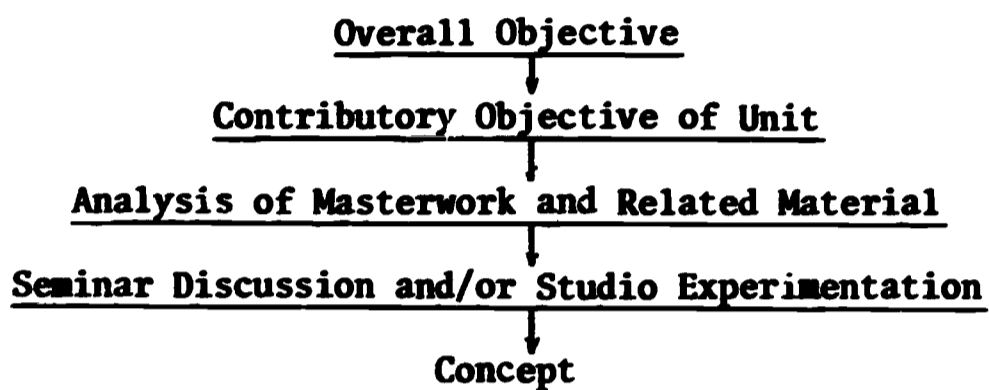 Overall Objective
Contributory Objective of Unit
Analysis of Masterwork and Related Material
Seminar Discussion and/or Studio Experimentation
Concept